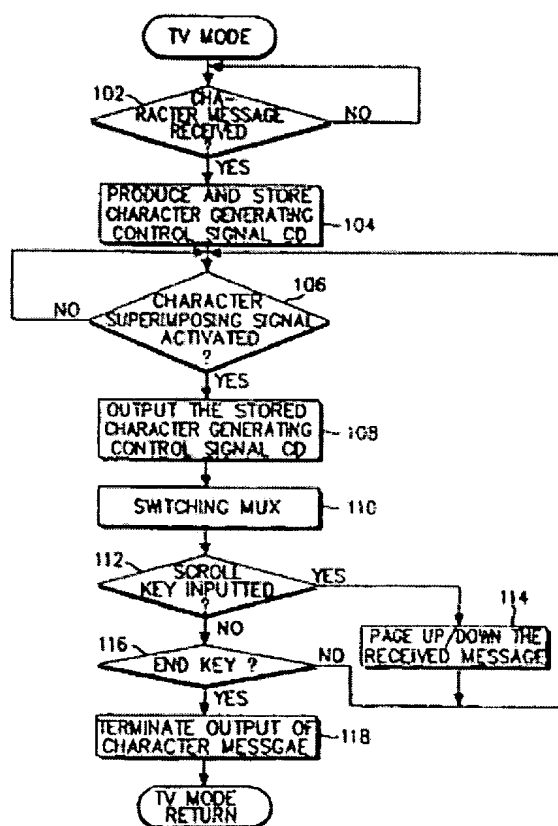 TV MODE
102
CHA-
RACTER MESSAGE
RECEIVED
?
NO
YES
PRODUCE AND STORE
CHARACTER GENERATING
CONTROL SIGNAL CD
104
106
NO
CHARACTER
SUPERIMPOSING SIGNAL
ACTIVATED
?
YES
OUTPUT THE STORED
CHARACTER GENERATING
CONTROL SIGNAL CD
108
SWITCHING MUX
110
112
SCROLL
KEY INPUTTED
?
YES
NO
114
PAGE UP/DOWN THE
RECEIVED MESSAGE
116
END KEY ?
NO
YES
TERMINATE OUTPUT OF
CHARACTER MESSGAE
118
TV MODE
RETURN